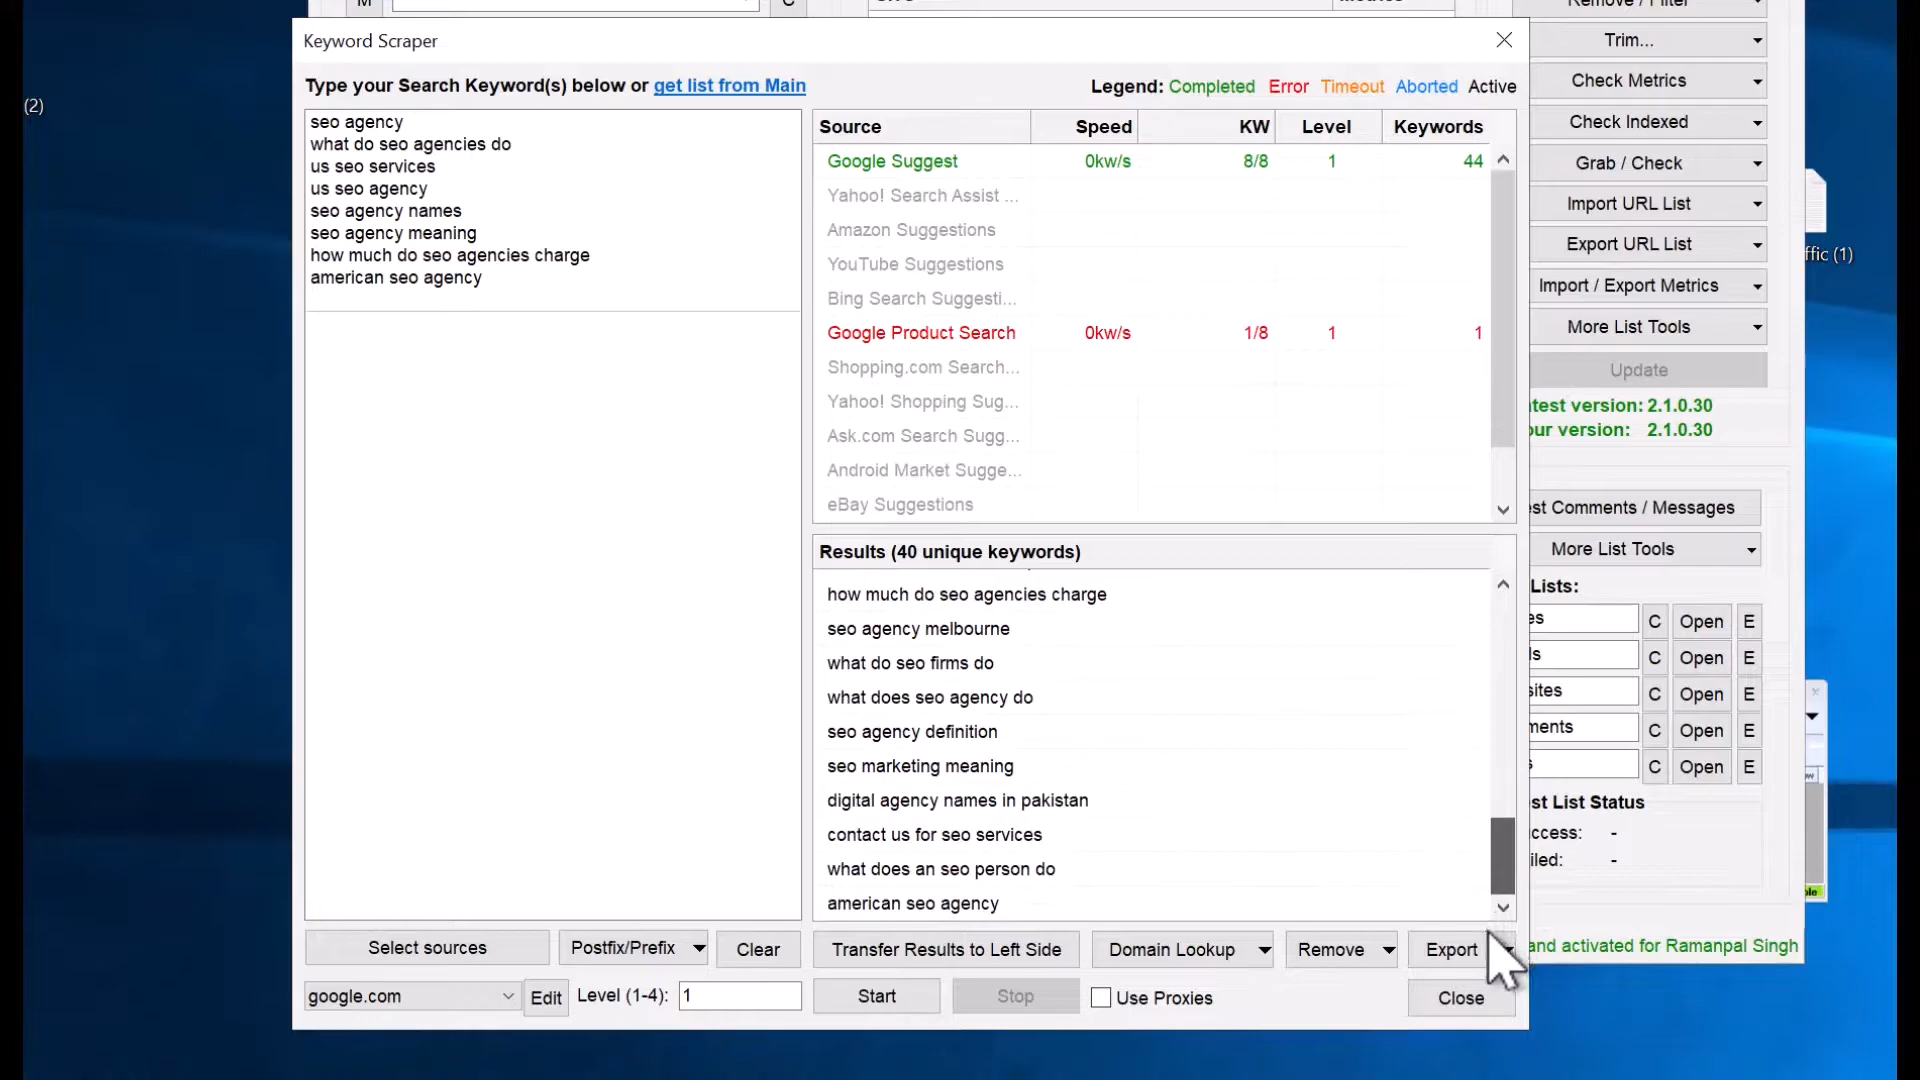 M
C
Remove / Filter
Keyword Scraper
Trim...
(2)
Type your Search Keyword(s) below or get list from Main
Legend: Completed Error Timeout Aborted Active
Check Metrics
seo agency
what do seo agencies do
us seo services
us seo agency
seo agency names
seo agency meaning
how much do seo agencies charge
american seo agency
Source Speed KW Level Keywords
Google Suggest 0kw/s 8/8 1 44
Yahoo! Search Assist ...
Amazon Suggestions
YouTube Suggestions
Bing Search Suggesti...
Google Product Search 0kw/s 1/8 1 1
Shopping.com Search...
Yahoo! Shopping Sug...
Ask.com Search Sugg...
Android Market Sugge...
eBay Suggestions
Check Indexed
Grab / Check
Import URL List
Export URL List
ffic (1)
Import / Export Metrics
More List Tools
Update
test version: 2.1.0.30
our version: 2.1.0.30
Results (40 unique keywords)
how much do seo agencies charge
seo agency melbourne
what do seo firms do
what does seo agency do
seo agency definition
seo marketing meaning
digital agency names in pakistan
contact us for seo services
what does an seo person do
american seo agency
est Comments / Messages
More List Tools
Lists:
es C Open E
ls C Open E
sites C Open E
ments C Open E
s C Open E
st List Status
ccess: -
iled: -
Select sources Postfix/Prefix Clear Transfer Results to Left Side Domain Lookup Remove Export
and activated for Ramanpal Singh
google.com Edit Level (1-4): 1 Start Stop Use Proxies Close